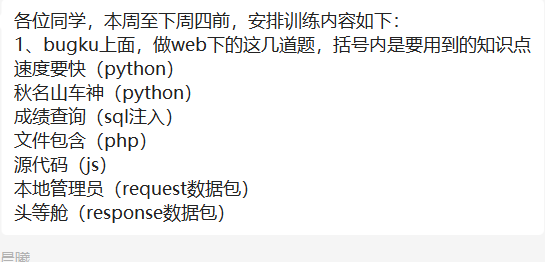 各位同学，本周至下周四前，安排训练内容如下：
1、bugku上面，做web下的这几道题，括号内是要用到的知识点
速度要快（python）
秋名山车神（python）
成绩查询（sql注入）
文件包含（php）
源代码（js）
本地管理员（request数据包）
头等舱（response数据包）